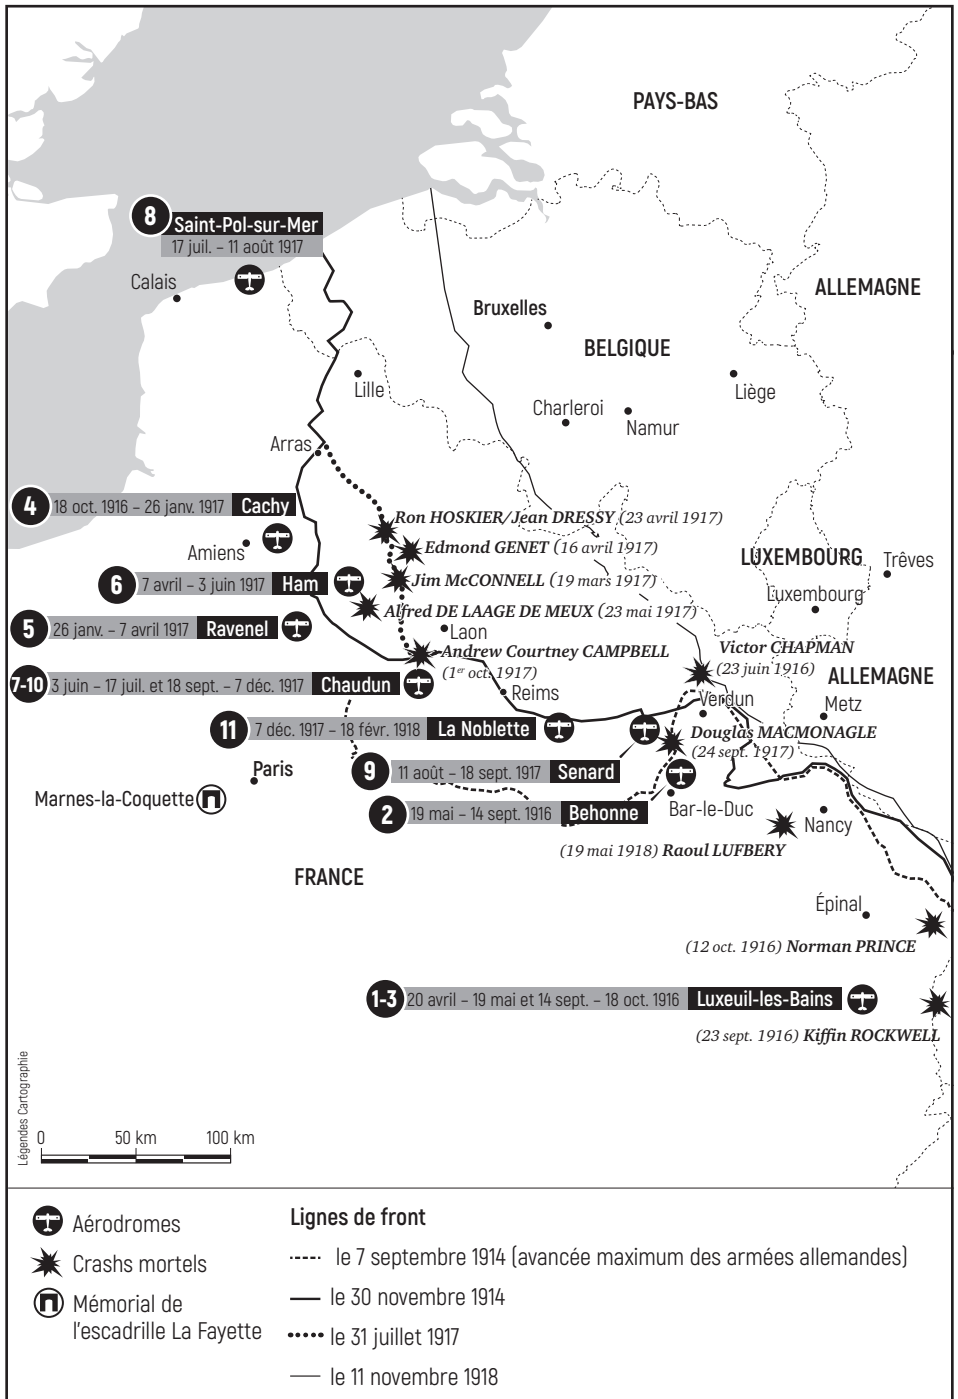 PAYS-BAS
8
Saint-Pol-sur-Mer
17 juil. – 11 août 1917
Calais
ALLEMAGNE
Bruxelles
BELGIQUE
Lille
Liège
Charleroi
Namur
Arras
4
18 oct. 1916 – 26 janv. 1917
Cachy
Ron HOSKIER/Jean DRESSY (23 avril 1917)
Amiens
Edmond GENET (16 avril 1917)
LUXEMBOURG
Trêves
6
7 avril – 3 juin 1917
Ham
Jim McCONNELL (19 mars 1917)
Luxembourg
Alfred DE LAAGE DE MEUX (23 mai 1917)
5
26 janv. – 7 avril 1917
Ravenel
Laon
Andrew Courtney CAMPBELL
(1er oct. 1917)
Victor CHAPMAN
(23 juin 1916)
ALLEMAGNE
7-10
3 juin – 17 juil. et 18 sept. – 7 déc. 1917
Chaudun
Reims
Verdun
Metz
11
7 déc. 1917 – 18 févr. 1918
La Noblette
Douglas MACMONAGLE
(24 sept. 1917)
Paris
9
11 août – 18 sept. 1917
Senard
Marnes-la-Coquette
2
19 mai – 14 sept. 1916
Behonne
Bar-le-Duc
Nancy
(19 mai 1918) Raoul LUFBERY
FRANCE
Épinal
(12 oct. 1916) Norman PRINCE
1-3
20 avril – 19 mai et 14 sept. – 18 oct. 1916
Luxeuil-les-Bains
(23 sept. 1916) Kiffin ROCKWELL
Légendes Cartographie
0 50 km 100 km
Aérodromes
Crashs mortels
Mémorial de
l'escadrille La Fayette
Lignes de front
le 7 septembre 1914 (avancée maximum des armées allemandes)
le 30 novembre 1914
le 31 juillet 1917
le 11 novembre 1918